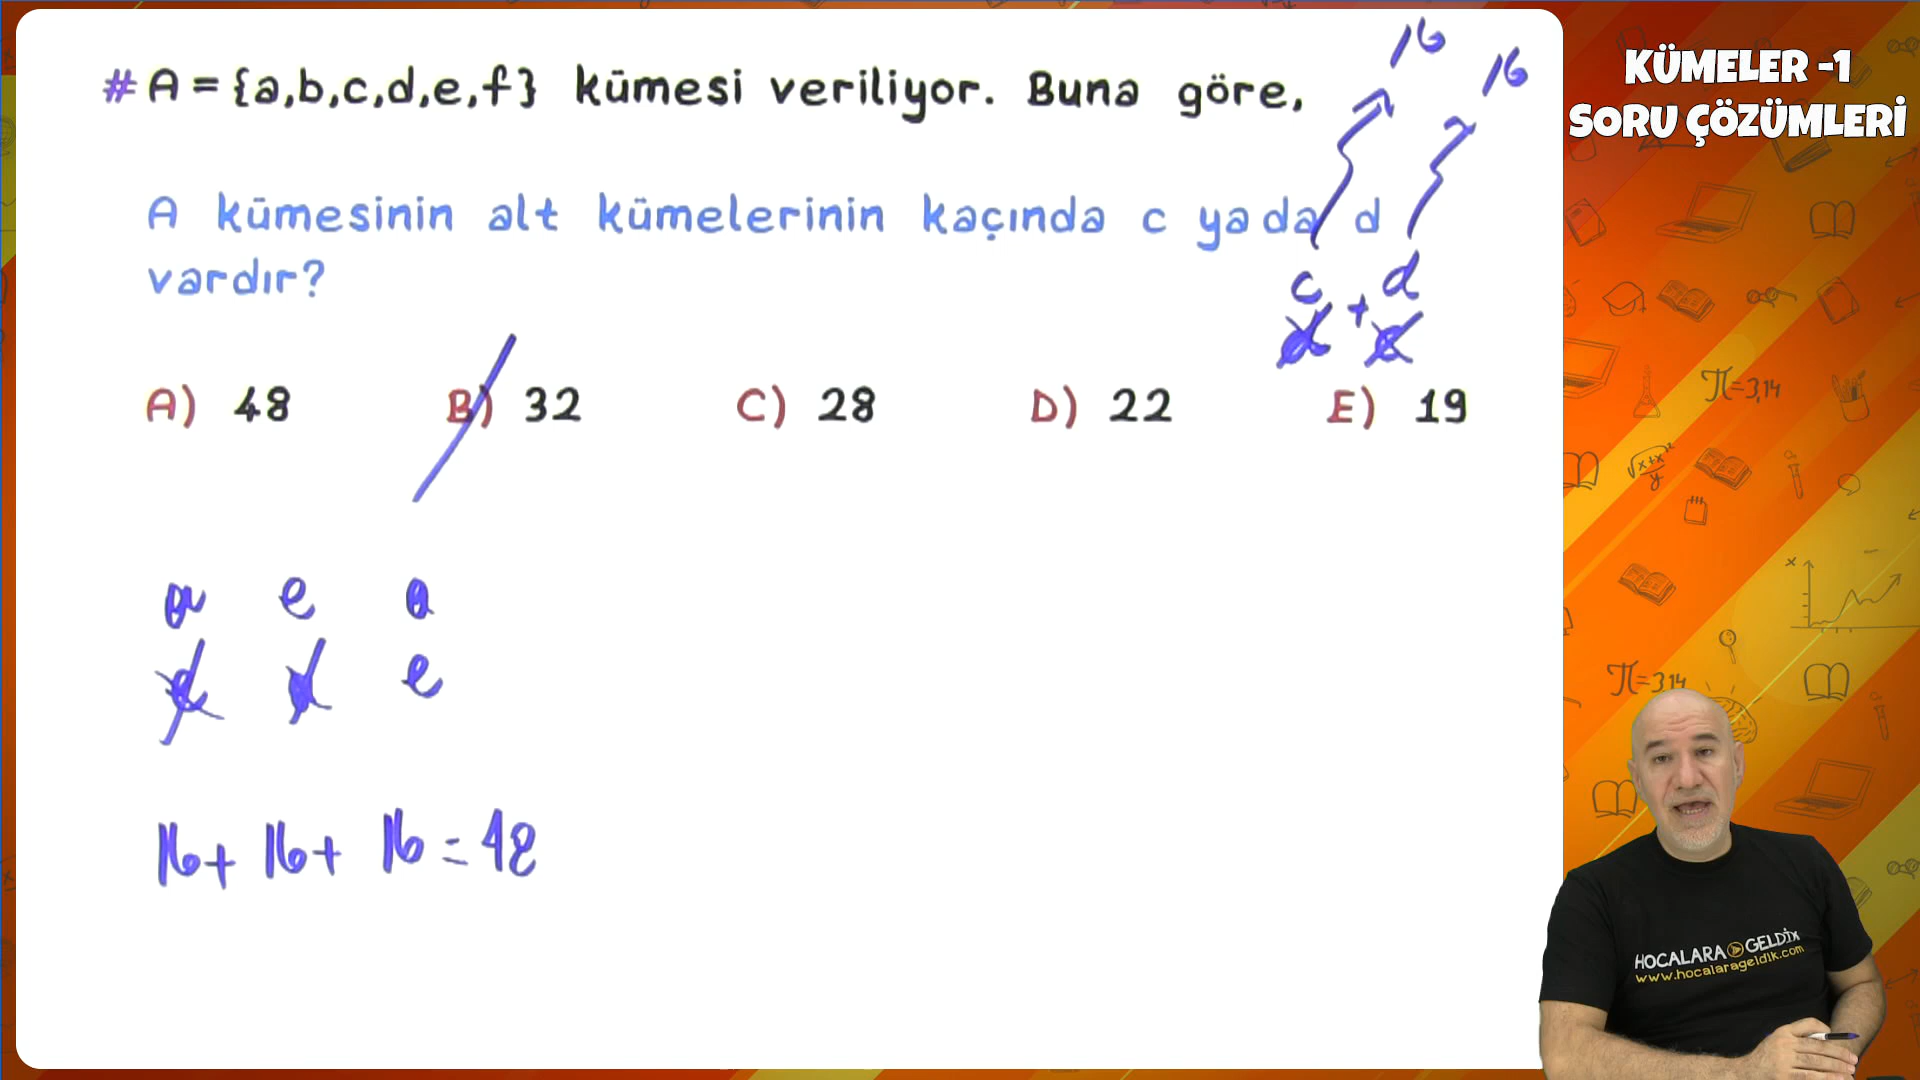 # A = {a,b,c,d,e,f} kümesi veriliyor. Buna göre,
16
16
A kümesinin alt kümelerinin kaçında c ya da d
vardır?
c + d
d c
A) 48 B) 32 C) 28 D) 22 E) 19
e a
d d e
16 + 16 + 16 = 48
KÜMELER -1
SORU ÇÖZÜMLERİ
π=3,14
√x+x²
y
x
π=3,14
HOCALARA GELDİK
www.hocalarageldik.com